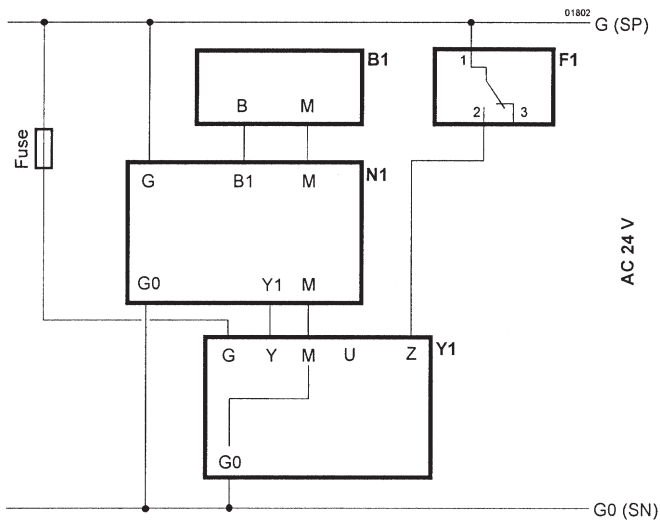 01802
G (SP)
B1
F1
1
B M
2 3
Fuse
N1
G B1 M
AC 24 V
G0 Y1 M
Y1
G Y M U Z
G0
G0 (SN)